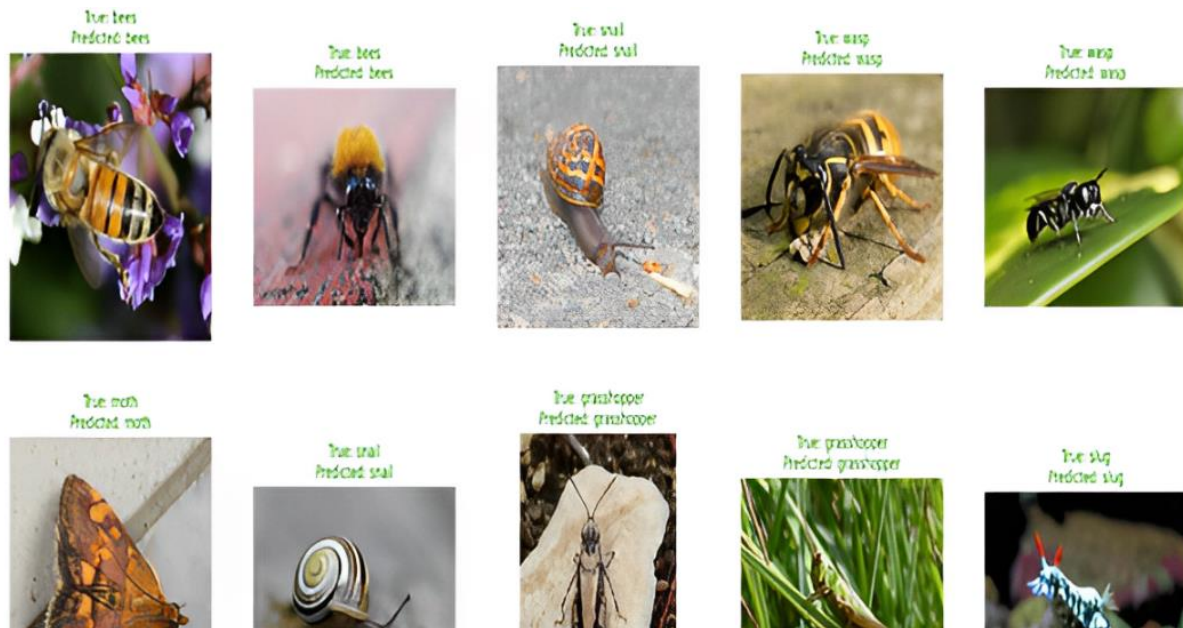 True: bees
Predicted: bees
True: bees
Predicted: bees
True: snail
Predicted: snail
True: wasp
Predicted: wasp
True: wasp
Predicted: wasp
True: moth
Predicted: moth
True: snail
Predicted: snail
True: grasshopper
Predicted: grasshopper
True: grasshopper
Predicted: grasshopper
True: slug
Predicted: slug